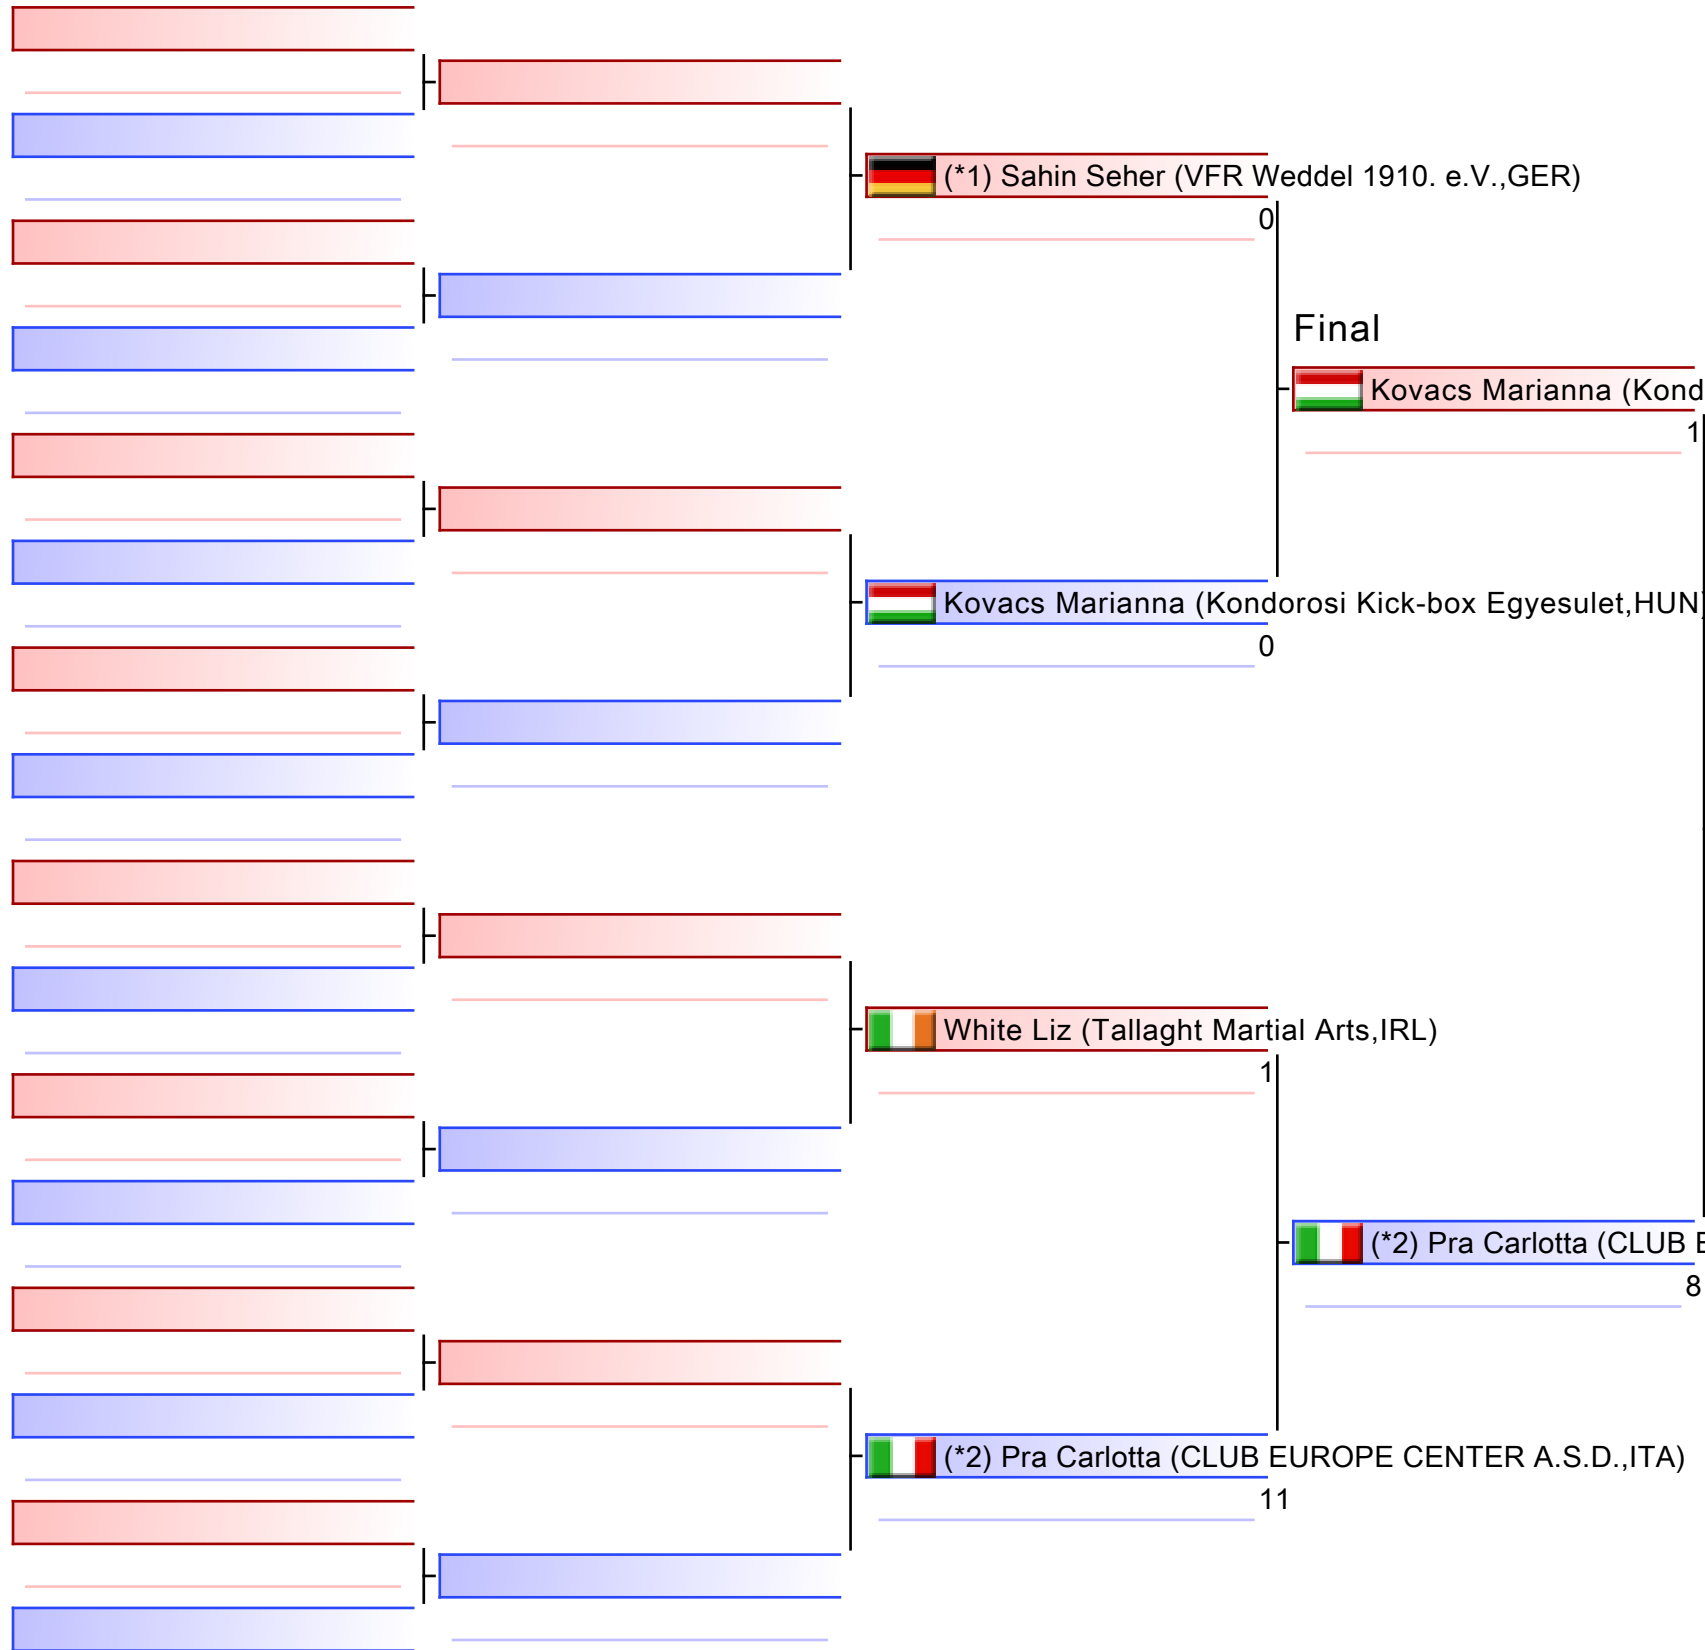 (*1) Sahin Seher (VFR Weddel 1910. e.V.,GER)
0
Final
Kovacs Marianna (Kond
1
Kovacs Marianna (Kondorosi Kick-box Egyesulet,HUN)
0
White Liz (Tallaght Martial Arts,IRL)
1
(*2) Pra Carlotta (CLUB E
8
(*2) Pra Carlotta (CLUB EUROPE CENTER A.S.D.,ITA)
11